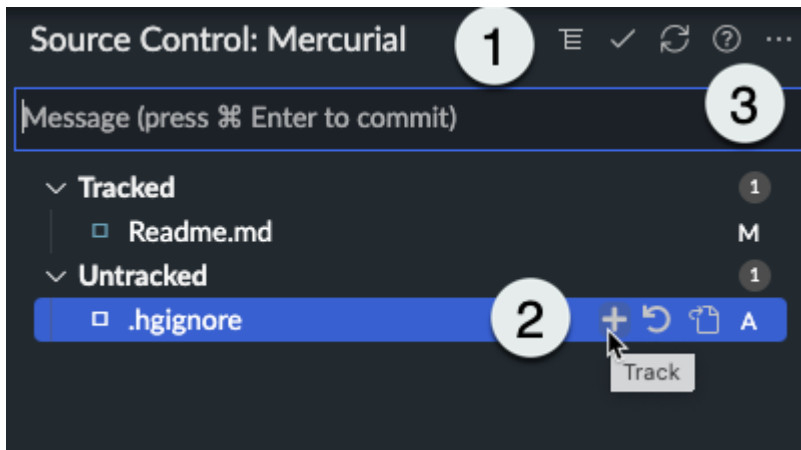 Source Control: Mercurial 1 ? ...
Message (press ⌘ Enter to commit) 3
Tracked 1
Readme.md M
Untracked 1
.hgignore 2 A
Track